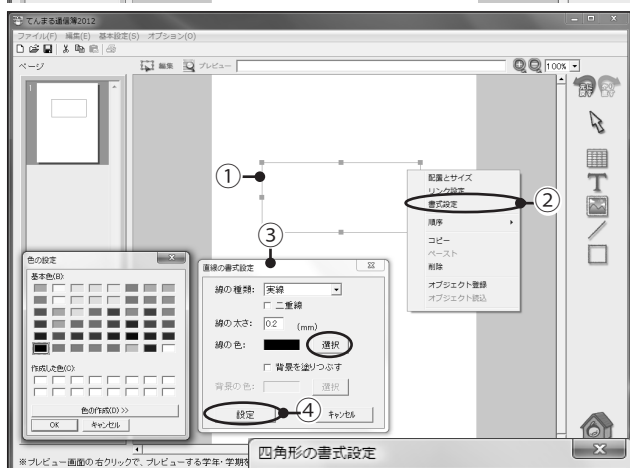 てんまる通信簿2012
ファイル(F) 編集(E) 基本設定(S) オプション(O)
ページ
編集 プレビュー
100%
元に戻す
1
①
配置とサイズ
リンク設定
書式設定
②
順序
コピー
ペースト
削除
オブジェクト登録
オブジェクト読込
T
③
色の設定
基本色(B):
作成した色(C):
色の作成(D) >>
OK キャンセル
直線の書式設定
線の種類: 実線
二重線
線の太さ: 0.2 (mm)
線の色: 選択
背景を塗りつぶす
背景の色: 選択
設定 ④ キャンセル
※プレビュー画面の右クリックで、プレビューする学年・学期を
四角形の書式設定